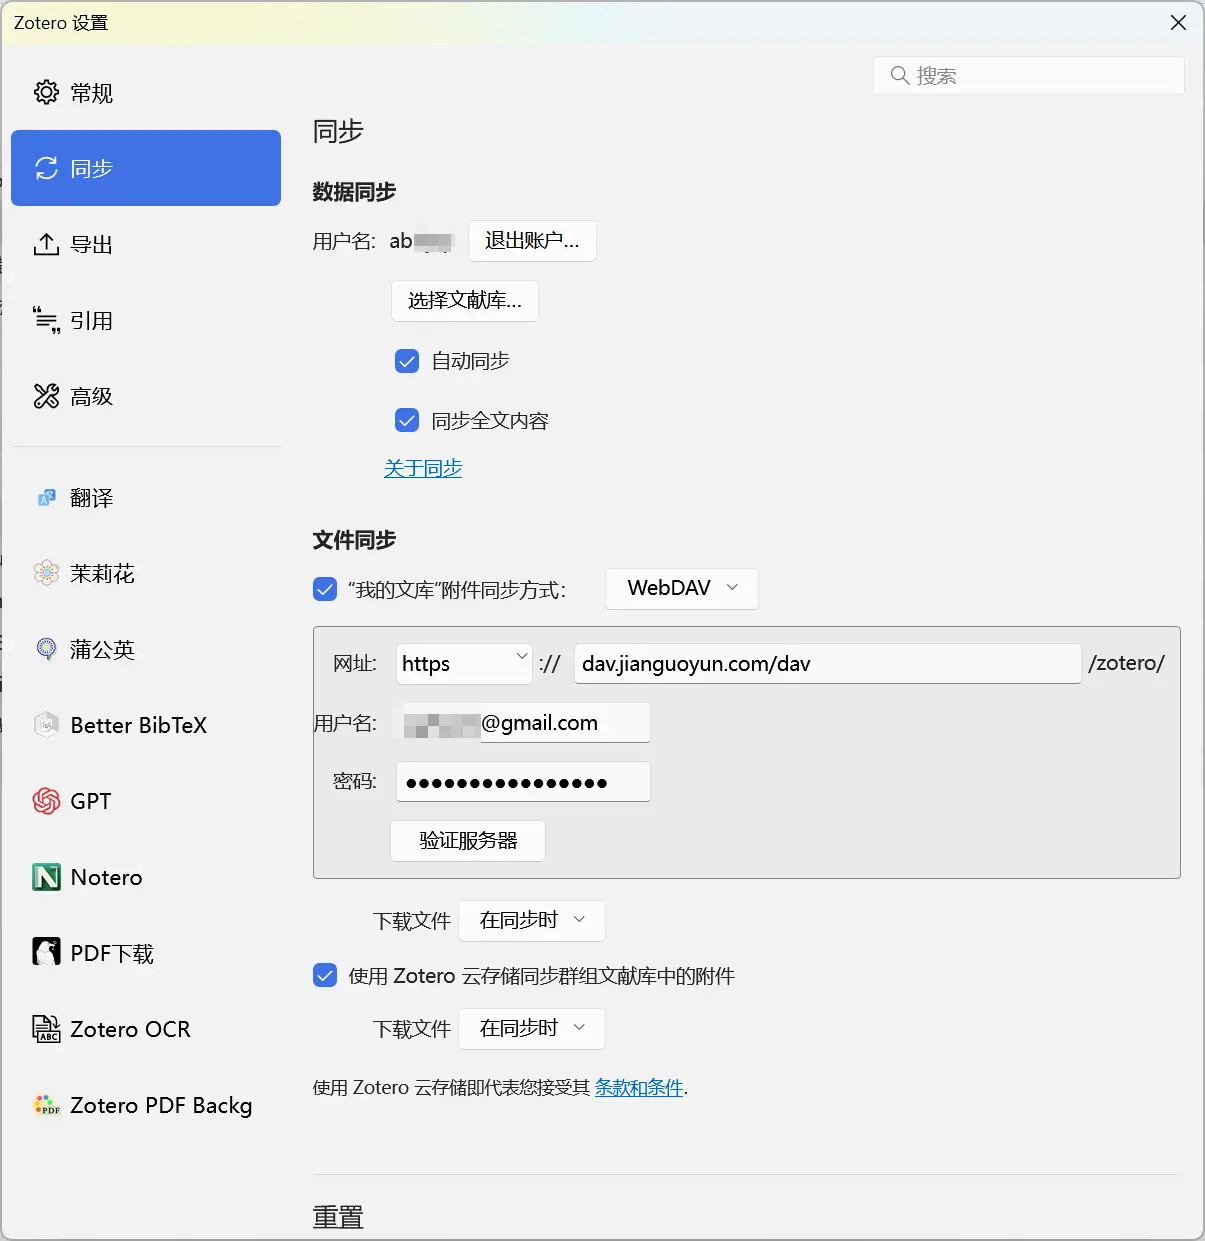 Zotero 设置
搜索
常规
同步
导出
引用
高级
翻译
茉莉花
蒲公英
Better BibTeX
GPT
Notero
PDF下载
Zotero OCR
Zotero PDF Backg
同步
数据同步
用户名: ab 退出账户...
选择文献库...
自动同步
同步全文内容
关于同步
文件同步
“我的文库”附件同步方式: WebDAV
网址: https :// dav.jianguoyun.com/dav /zotero/
用户名: @gmail.com
密码: ●●●●●●●●●●●●●●●●
验证服务器
下载文件 在同步时
使用 Zotero 云存储同步群组文献库中的附件
下载文件 在同步时
使用 Zotero 云存储即代表您接受其 条款和条件.
重置